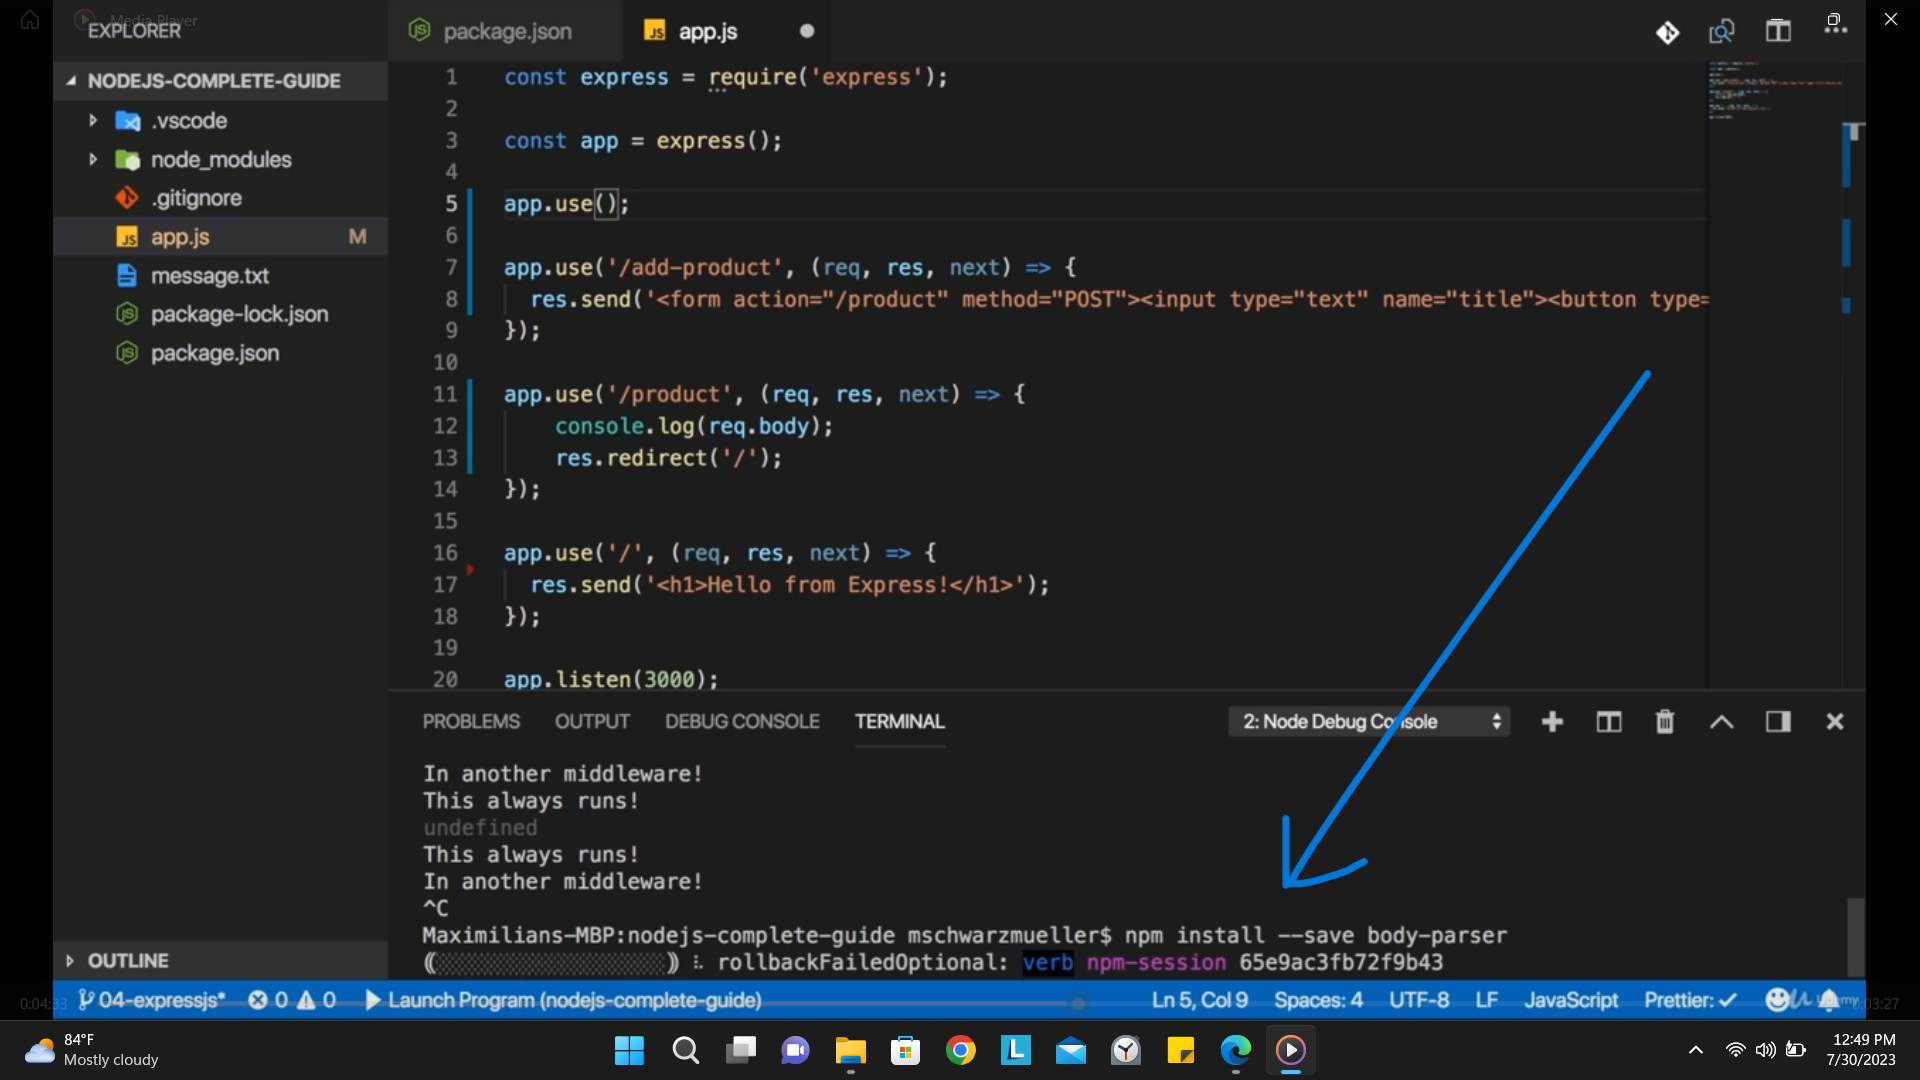 Media Player
EXPLORER
package.json
app.js
NODEJS-COMPLETE-GUIDE
.vscode
node_modules
.gitignore
app.js M
message.txt
package-lock.json
package.json
OUTLINE
1 const express = require('express');
2
3 const app = express();
4
5 app.use();
6
7 app.use('/add-product', (req, res, next) => {
8 res.send('<form action="/product" method="POST"><input type="text" name="title"><button type=
9 });
10
11 app.use('/product', (req, res, next) => {
12 console.log(req.body);
13 res.redirect('/');
14 });
15
16 app.use('/', (req, res, next) => {
17 res.send('<h1>Hello from Express!</h1>');
18 });
19
20 app.listen(3000);
PROBLEMS OUTPUT DEBUG CONSOLE TERMINAL 2: Node Debug Console
In another middleware!
This always runs!
undefined
This always runs!
In another middleware!
^C
Maximilians-MBP:nodejs-complete-guide mschwarzmueller$ npm install --save body-parser
rollbackFailedOptional: verb npm-session 65e9ac3fb72f9b43
0:04:33 04-expressjs* 0 0 Launch Program (nodejs-complete-guide) Ln 5, Col 9 Spaces: 4 UTF-8 LF JavaScript Prettier: ✓ 0:03:27
84°F
Mostly cloudy
12:49 PM
7/30/2023